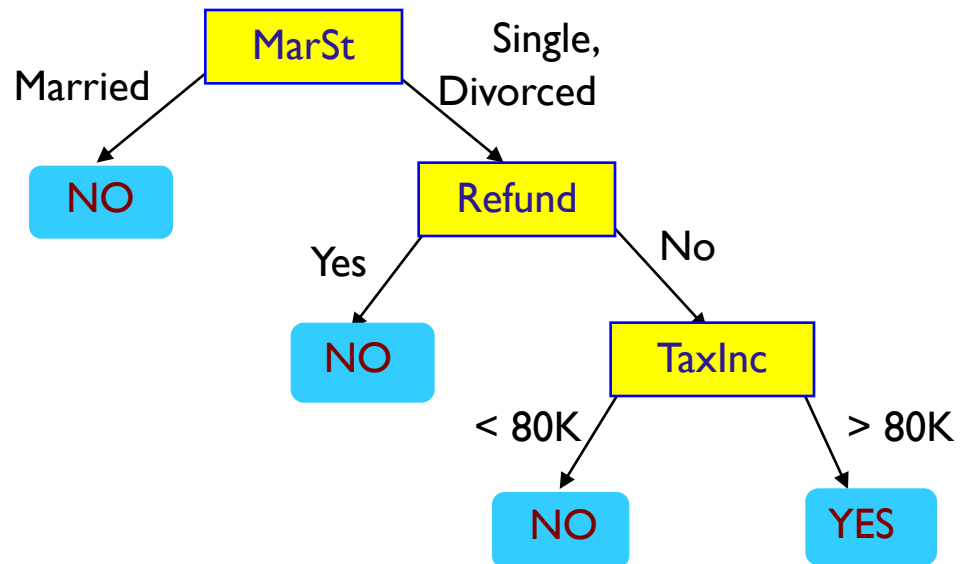 MarSt
Single,
Married
Divorced
NO
Refund
Yes
No
NO
TaxInc
< 80K
> 80K
NO
YES